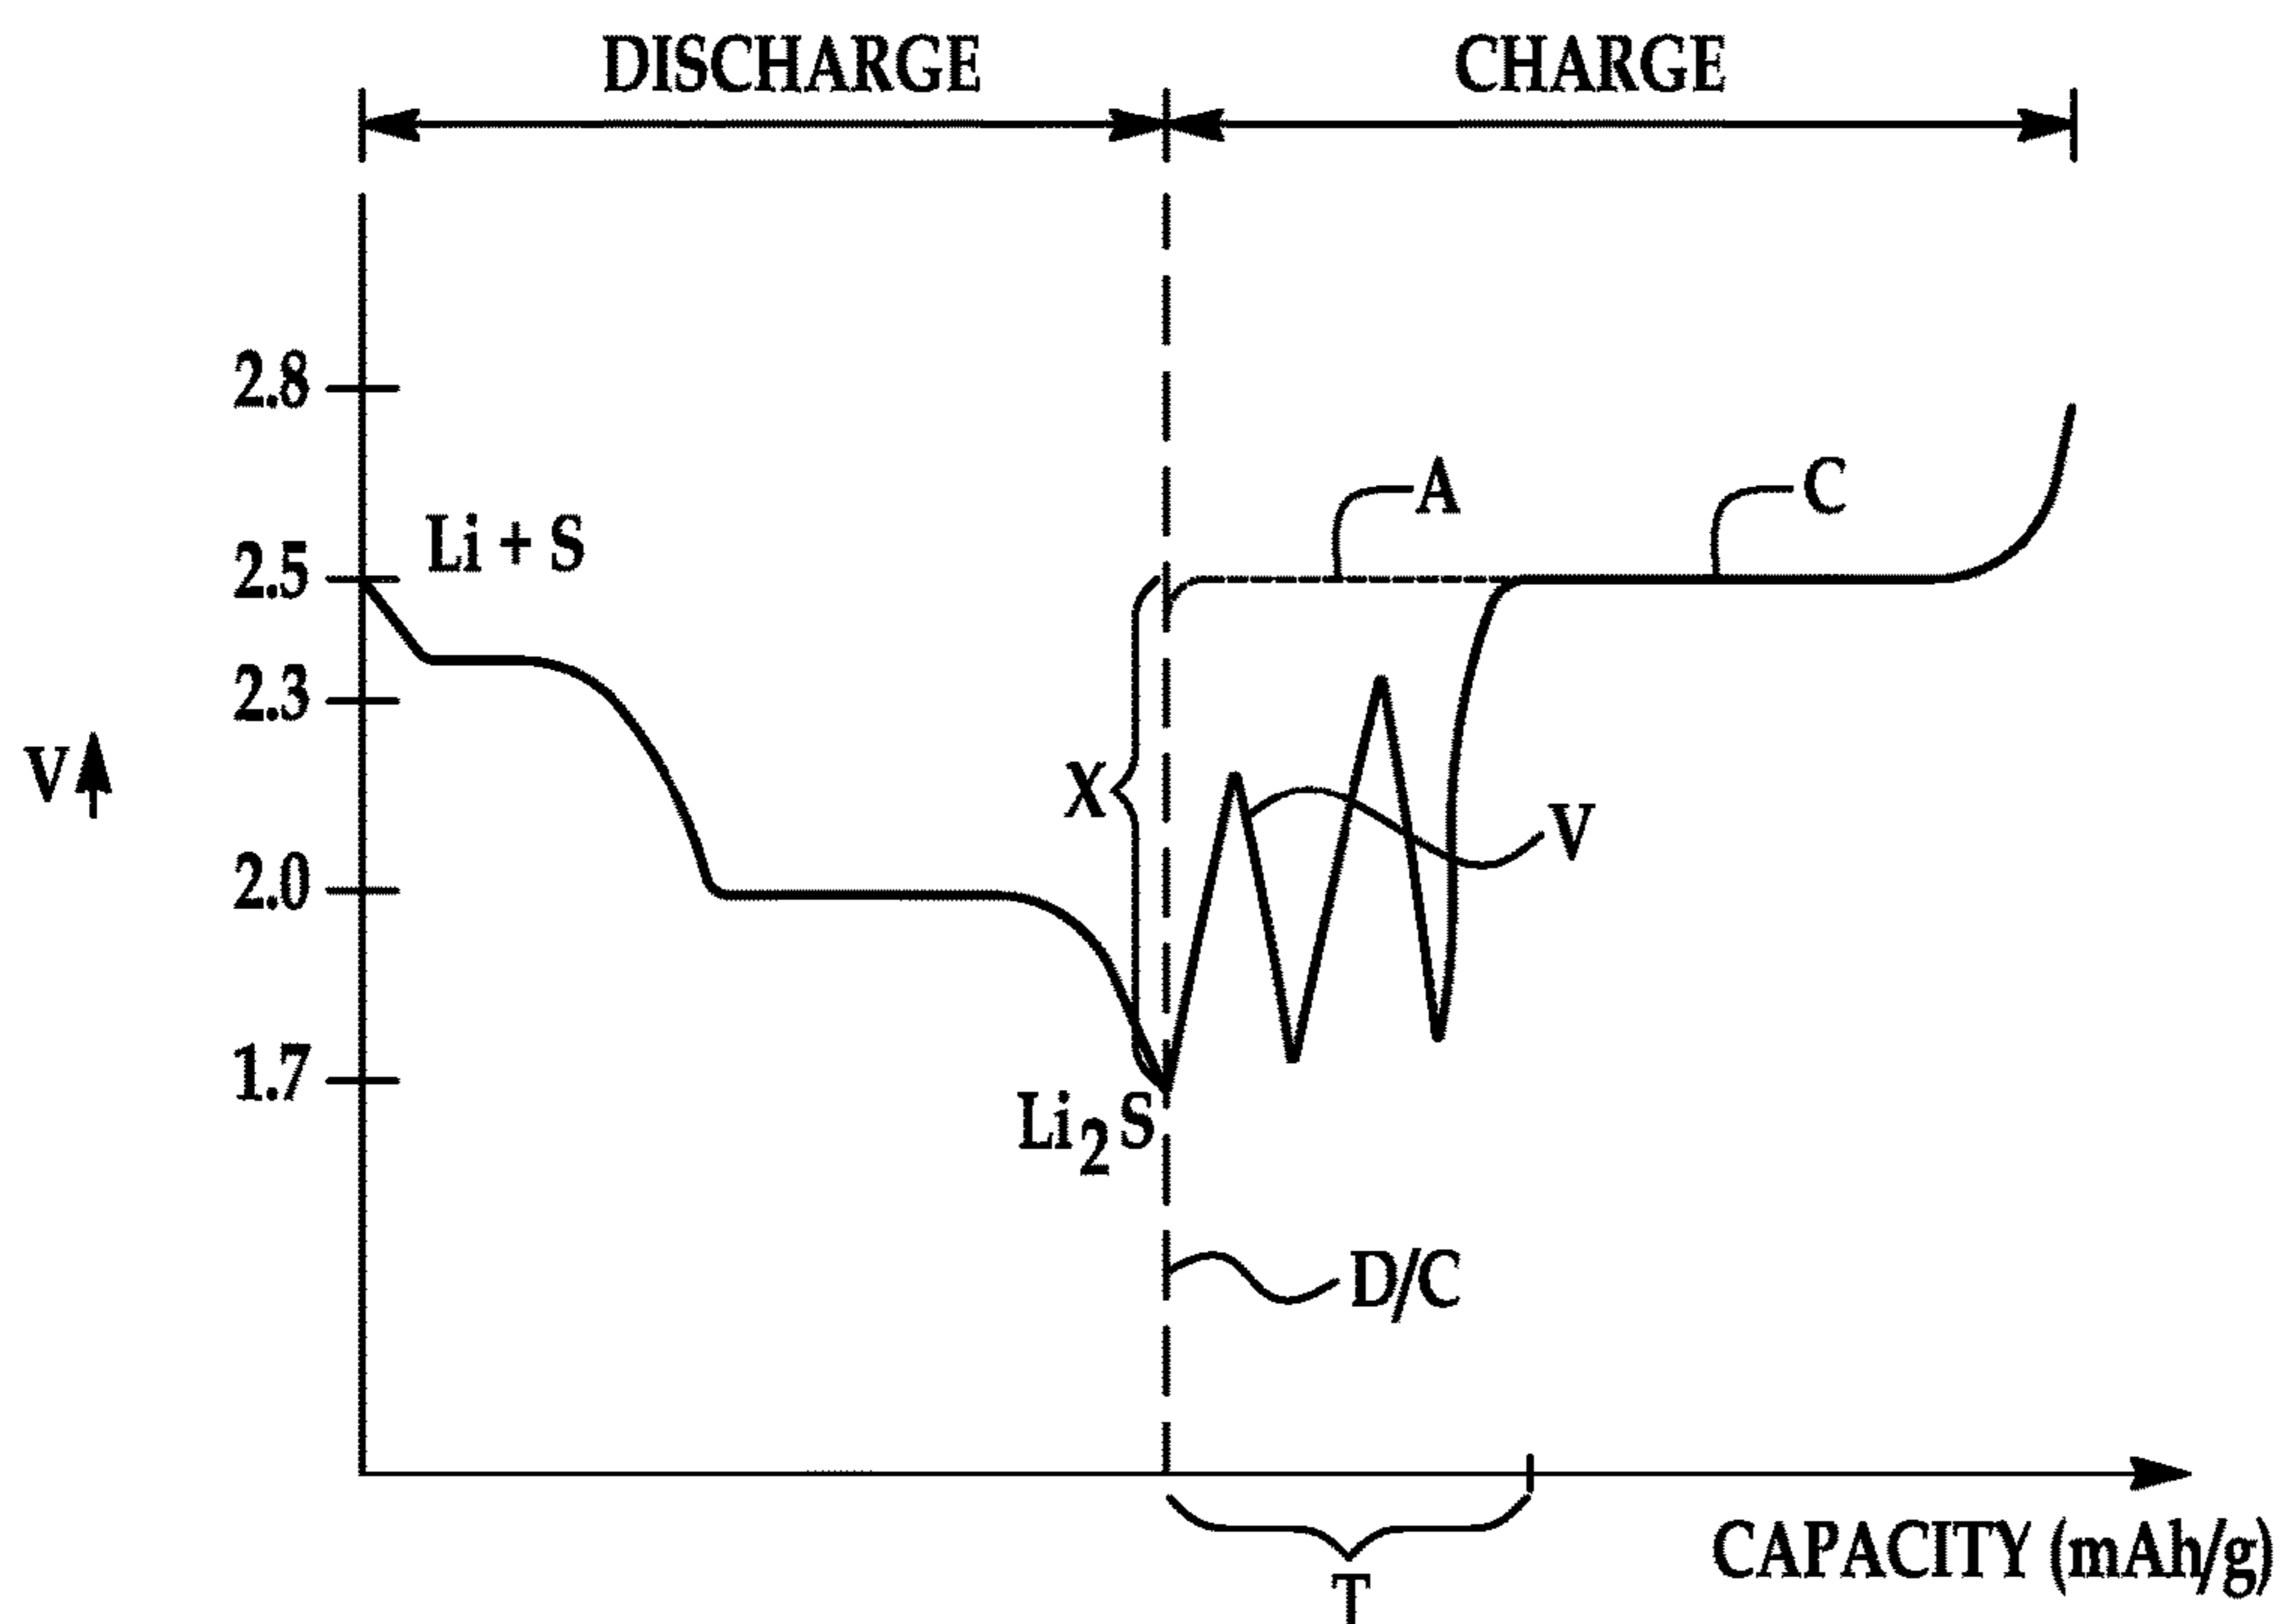 DISCHARGE CHARGE
2.8
A C
Li + S
2.5
2.3
V X V
2.0
1.7
Li2S
D/C
CAPACITY (mAh/g)
T